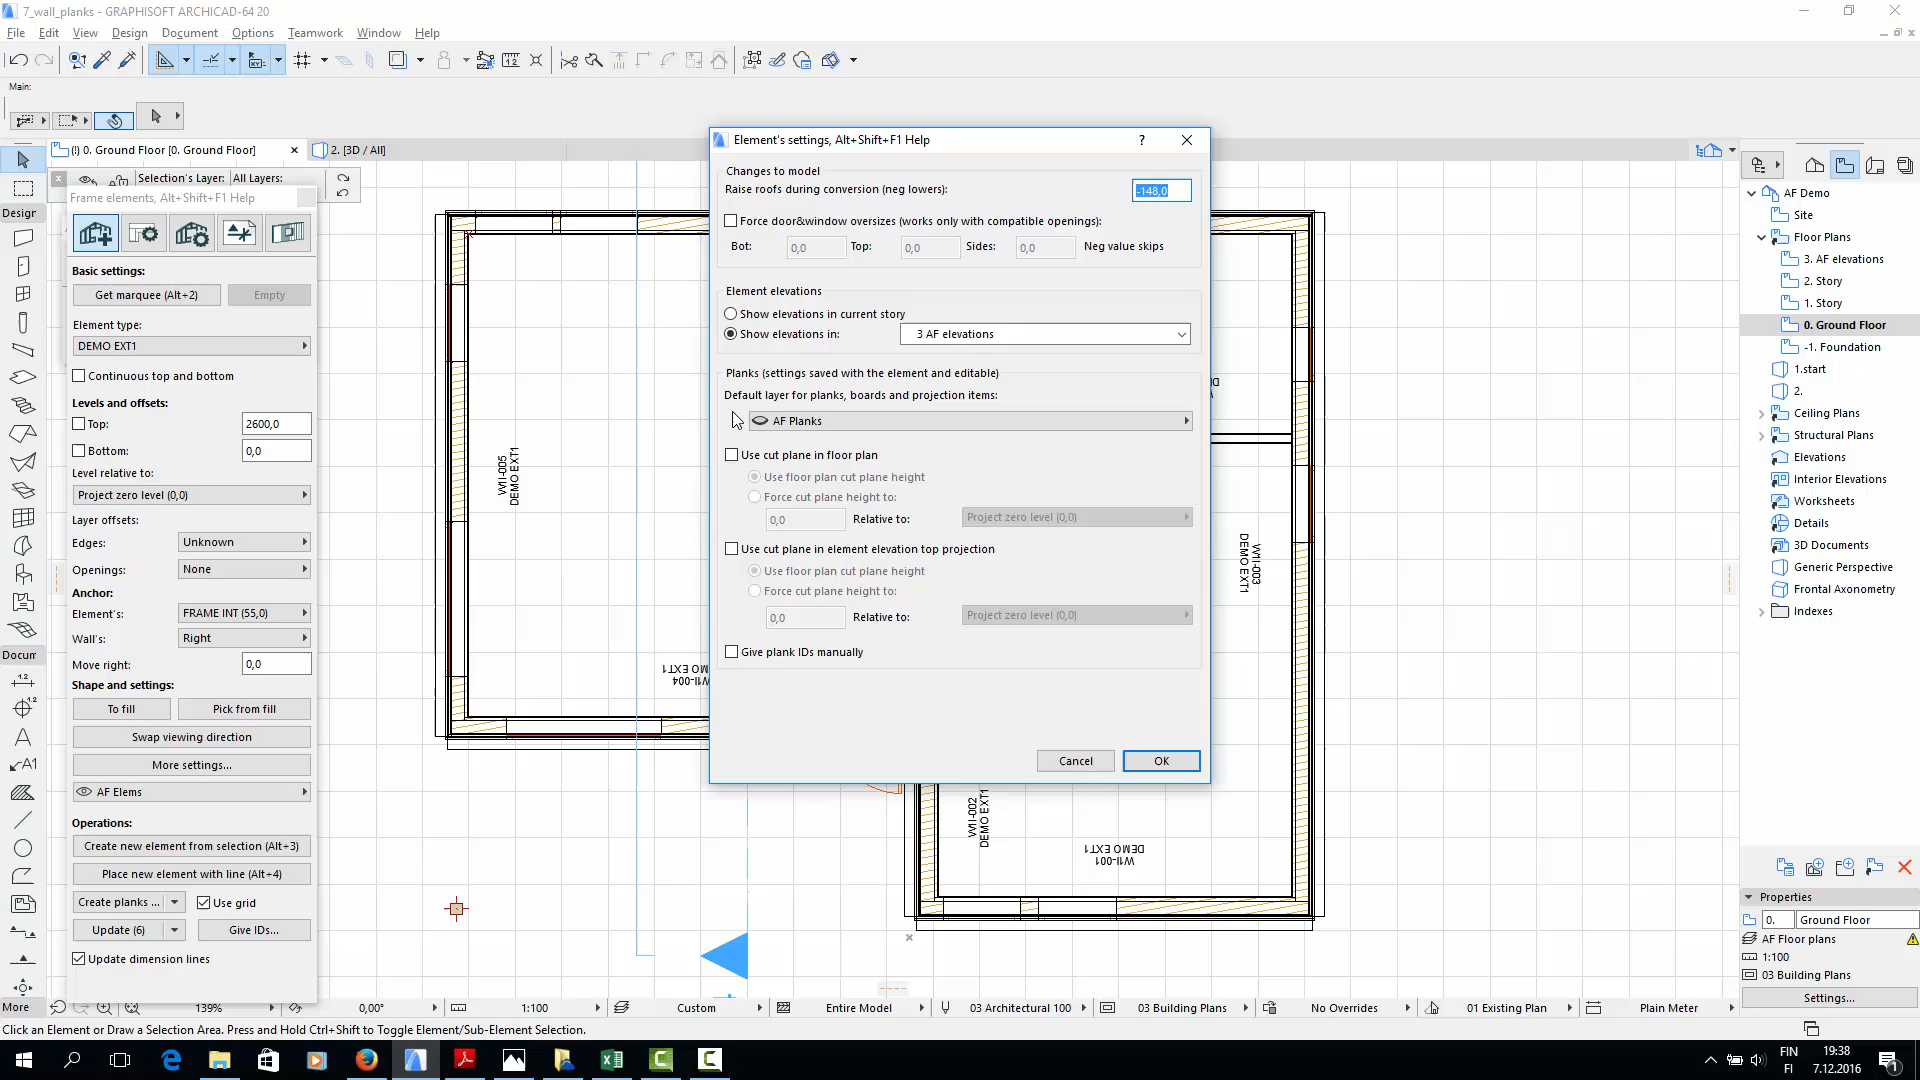 7_wall_planks - GRAPHISOFT ARCHICAD-64 20
File Edit View Design Document Options Teamwork Window Help
Main:
(!) 0. Ground Floor [0. Ground Floor]
2. [3D / All]
Selection's Layer: All Layers:
Frame elements, Alt+Shift+F1 Help
Design
Basic settings:
Get marquee (Alt+2) Empty
Element type:
DEMO EXT1
Continuous top and bottom
Levels and offsets:
Top: 2600,0
Bottom: 0,0
Level relative to:
Project zero level (0,0)
Layer offsets:
Edges: Unknown
Openings: None
Anchor:
Element's: FRAME INT (55,0)
Wall's: Right
Move right: 0,0
Shape and settings:
To fill Pick from fill
Swap viewing direction
More settings...
AF Elems
Operations:
Create new element from selection (Alt+3)
Place new element with line (Alt+4)
Create planks ... Use grid
Update (6) Give IDs...
Update dimension lines
Docum
More
W11-005
DEMO EXT1
W11-004
W11-003
DEMO EXT1
W11-002
DEMO EXT1
DEMO EXT1
W11-001
Element's settings, Alt+Shift+F1 Help
Changes to model
Raise roofs during conversion (neg lowers): -148,0
Force door&window oversizes (works only with compatible openings):
Bot: 0,0 Top: 0,0 Sides: 0,0 Neg value skips
Element elevations
Show elevations in current story
Show elevations in: 3 AF elevations
Planks (settings saved with the element and editable)
Default layer for planks, boards and projection items:
AF Planks
Use cut plane in floor plan
Use floor plan cut plane height
Force cut plane height to:
0,0 Relative to: Project zero level (0,0)
Use cut plane in element elevation top projection
Use floor plan cut plane height
Force cut plane height to:
0,0 Relative to: Project zero level (0,0)
Give plank IDs manually
Cancel OK
AF Demo
Site
Floor Plans
3. AF elevations
2. Story
1. Story
0. Ground Floor
-1. Foundation
1.start
2.
Ceiling Plans
Structural Plans
Elevations
Interior Elevations
Worksheets
Details
3D Documents
Generic Perspective
Frontal Axonometry
Indexes
Properties
0. Ground Floor
AF Floor plans
1:100
03 Building Plans
Settings...
139% 0,00° 1:100 Custom Entire Model 03 Architectural 100 03 Building Plans No Overrides 01 Existing Plan Plain Meter
Click an Element or Draw a Selection Area. Press and Hold Ctrl+Shift to Toggle Element/Sub-Element Selection.
FIN 19:38
FI 7.12.2016